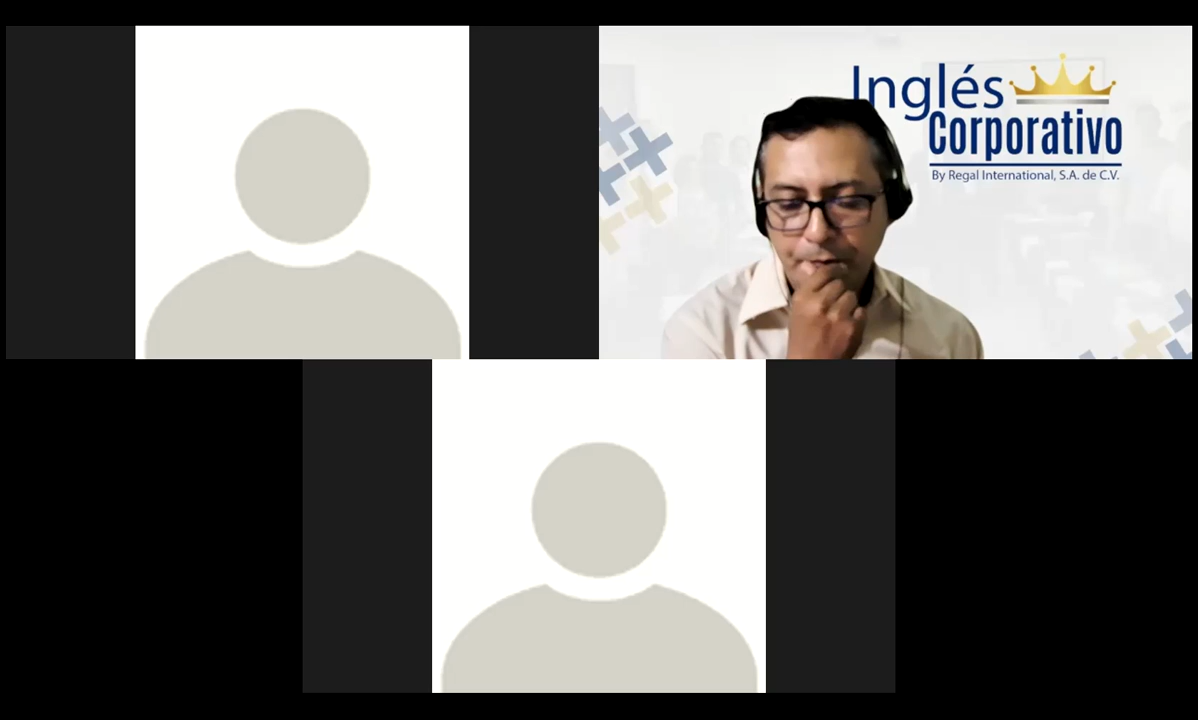 Inglés
Corporativo
By Regal International, S.A. de C.V.